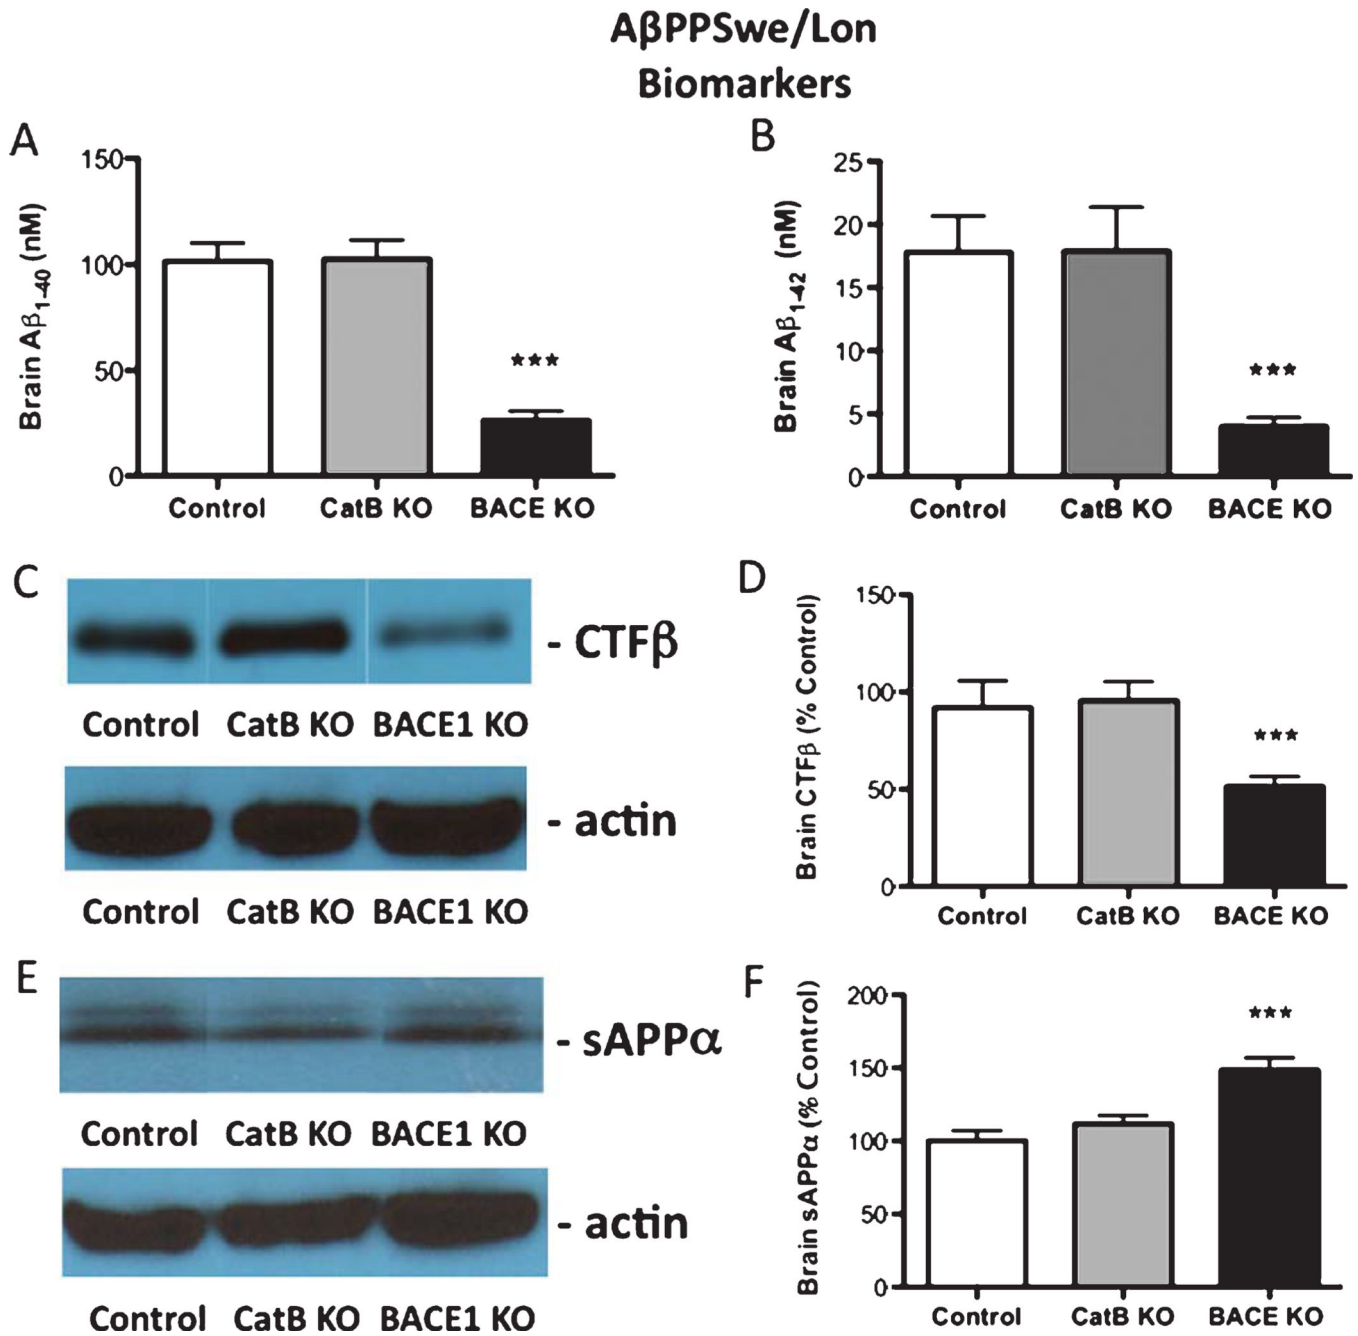 AβPPSwe/Lon
Biomarkers
A
Brain Aβ1-40 (nM)
150
100
50
0
***
Control CatB KO BACE KO
B
Brain Aβ1-42 (nM)
25
20
15
10
5
0
***
Control CatB KO BACE KO
C
- CTFβ
Control CatB KO BACE1 KO
- actin
Control CatB KO BACE1 KO
D
Brain CTFβ (% Control)
150
100
50
0
***
Control CatB KO BACE KO
E
- sAPPα
Control CatB KO BACE1 KO
- actin
Control CatB KO BACE1 KO
F
Brain sAPPα (% Control)
200
150
100
50
0
***
Control CatB KO BACE KO